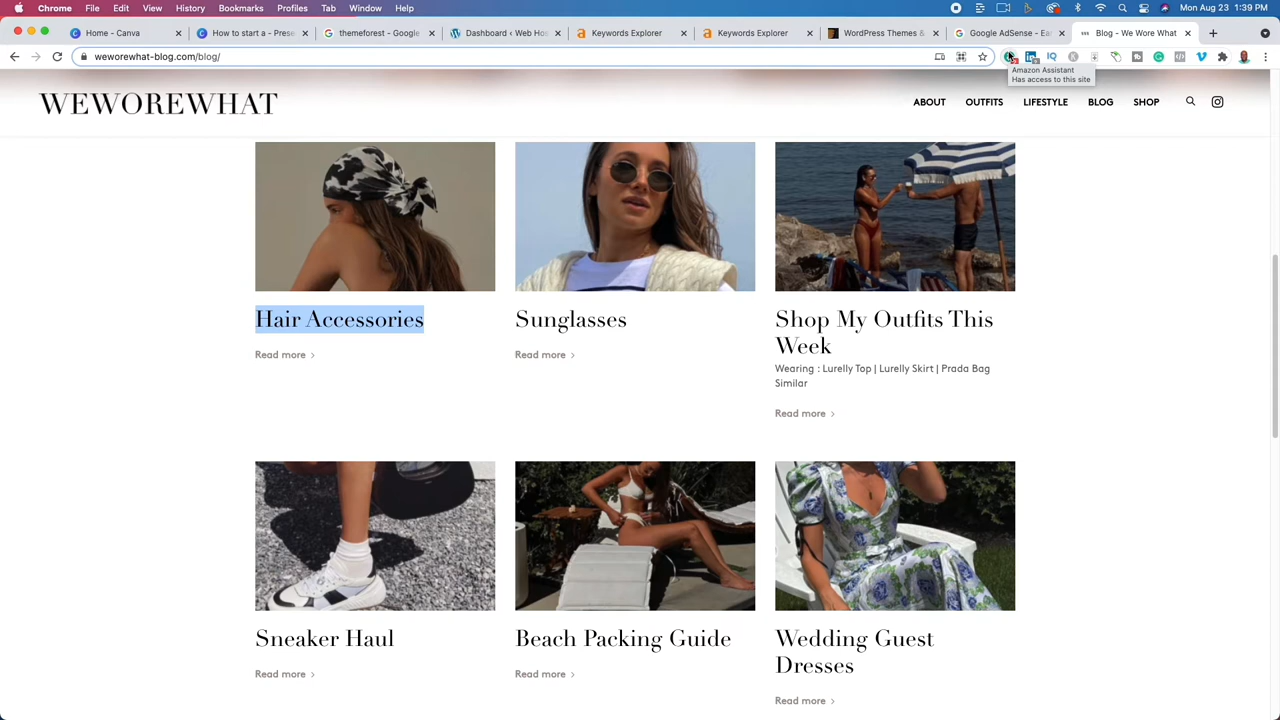 Chrome File Edit View History Bookmarks Profiles Tab Window Help
Mon Aug 23 1:39 PM
Home - Canva
How to start a - Prese
themeforest - Google
Dashboard ‹ Web Hos
Keywords Explorer
Keywords Explorer
WordPress Themes &
Google AdSense - Ea
Blog - We Wore What
weworewhat-blog.com/blog/
Amazon Assistant
Has access to this site
WEWOREWHAT
ABOUT OUTFITS LIFESTYLE BLOG SHOP
Hair Accessories
Read more >
Sunglasses
Read more >
Shop My Outfits This
Week
Wearing : Lurelly Top | Lurelly Skirt | Prada Bag
Similar
Read more >
Sneaker Haul
Read more >
Beach Packing Guide
Read more >
Wedding Guest
Dresses
Read more >